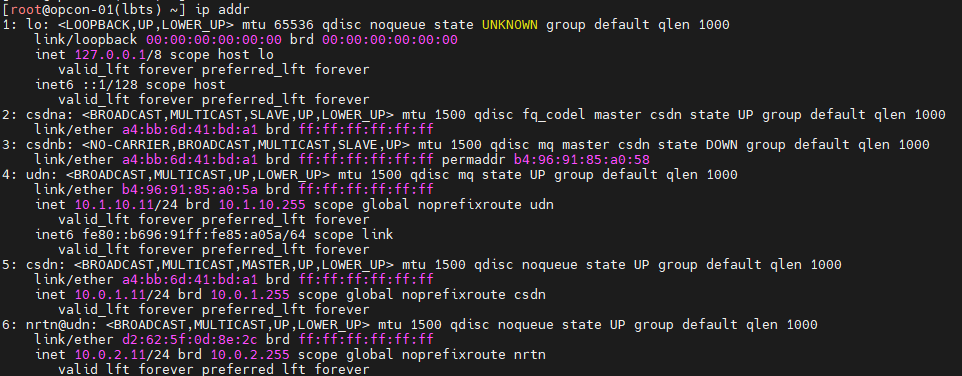 [root@opcon-01(lbts) ~] ip addr
1: lo: <LOOPBACK,UP,LOWER_UP> mtu 65536 qdisc noqueue state UNKNOWN group default qlen 1000
    link/loopback 00:00:00:00:00:00 brd 00:00:00:00:00:00
    inet 127.0.0.1/8 scope host lo
       valid_lft forever preferred_lft forever
    inet6 ::1/128 scope host
       valid_lft forever preferred_lft forever
2: csdna: <BROADCAST,MULTICAST,SLAVE,UP,LOWER_UP> mtu 1500 qdisc fq_codel master csdn state UP group default qlen 1000
    link/ether a4:bb:6d:41:bd:a1 brd ff:ff:ff:ff:ff:ff
3: csdnb: <NO-CARRIER,BROADCAST,MULTICAST,SLAVE,UP> mtu 1500 qdisc mq master csdn state DOWN group default qlen 1000
    link/ether a4:bb:6d:41:bd:a1 brd ff:ff:ff:ff:ff:ff permaddr b4:96:91:85:a0:58
4: udn: <BROADCAST,MULTICAST,UP,LOWER_UP> mtu 1500 qdisc mq state UP group default qlen 1000
    link/ether b4:96:91:85:a0:5a brd ff:ff:ff:ff:ff:ff
    inet 10.1.10.11/24 brd 10.1.10.255 scope global noprefixroute udn
       valid_lft forever preferred_lft forever
    inet6 fe80::b696:91ff:fe85:a05a/64 scope link
       valid_lft forever preferred_lft forever
5: csdn: <BROADCAST,MULTICAST,MASTER,UP,LOWER_UP> mtu 1500 qdisc noqueue state UP group default qlen 1000
    link/ether a4:bb:6d:41:bd:a1 brd ff:ff:ff:ff:ff:ff
    inet 10.0.1.11/24 brd 10.0.1.255 scope global noprefixroute csdn
       valid_lft forever preferred_lft forever
6: nrtn@udn: <BROADCAST,MULTICAST,UP,LOWER_UP> mtu 1500 qdisc noqueue state UP group default qlen 1000
    link/ether d2:62:5f:0d:8e:2c brd ff:ff:ff:ff:ff:ff
    inet 10.0.2.11/24 brd 10.0.2.255 scope global noprefixroute nrtn
       valid_lft forever preferred_lft forever